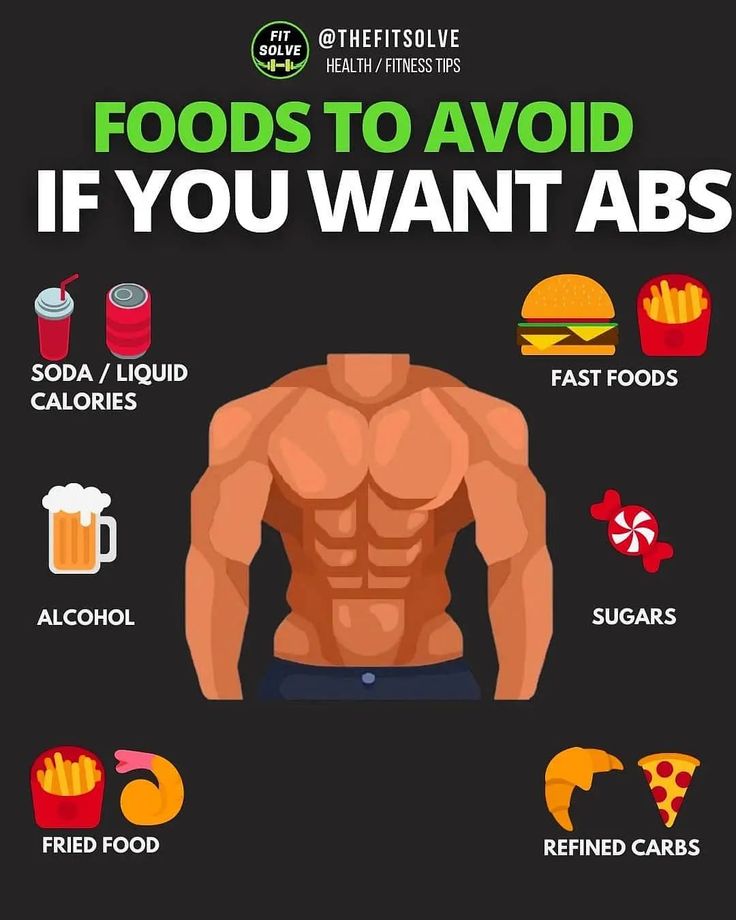 FIT
SOLVE
@THEFITSOLVE
HEALTH / FITNESS TIPS
FOODS TO AVOID
IF YOU WANT ABS
SODA / LIQUID
CALORIES
FAST FOODS
ALCOHOL
SUGARS
FRIED FOOD
REFINED CARBS